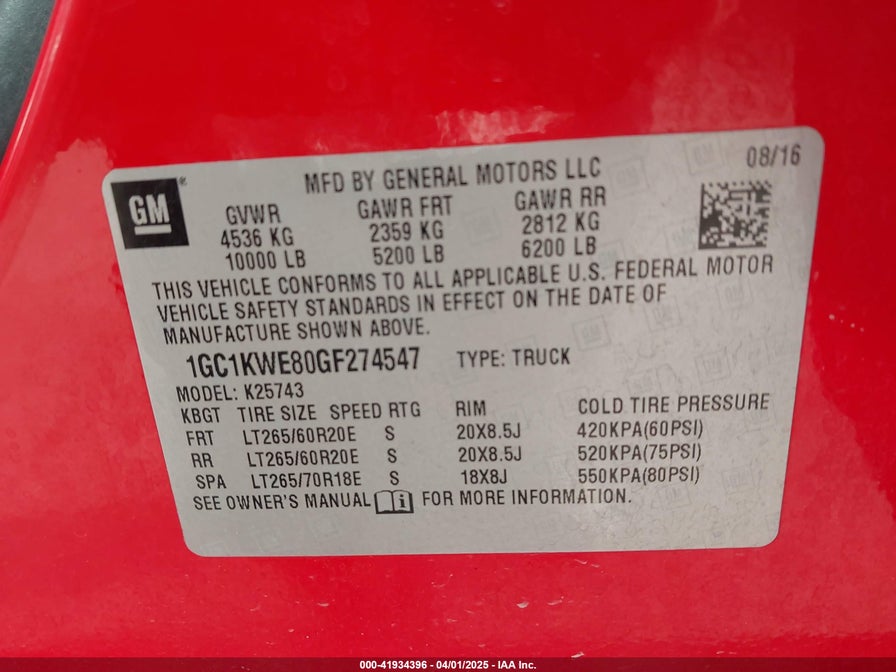 GM®
MFD BY GENERAL MOTORS LLC 08/16
GVWR GAWR FRT GAWR RR
4536 KG 2359 KG 2812 KG
10000 LB 5200 LB 6200 LB
THIS VEHICLE CONFORMS TO ALL APPLICABLE U.S. FEDERAL MOTOR
VEHICLE SAFETY STANDARDS IN EFFECT ON THE DATE OF
MANUFACTURE SHOWN ABOVE.
1GC1KWE80GF274547 TYPE: TRUCK
MODEL: K25743
KBGT TIRE SIZE SPEED RTG RIM COLD TIRE PRESSURE
FRT LT265/60R20E S 20X8.5J 420KPA(60PSI)
RR LT265/60R20E S 20X8.5J 520KPA(75PSI)
SPA LT265/70R18E S 18X8J 550KPA(80PSI)
SEE OWNER'S MANUAL i FOR MORE INFORMATION.
000-41934396 - 04/01/2025 - IAA Inc.